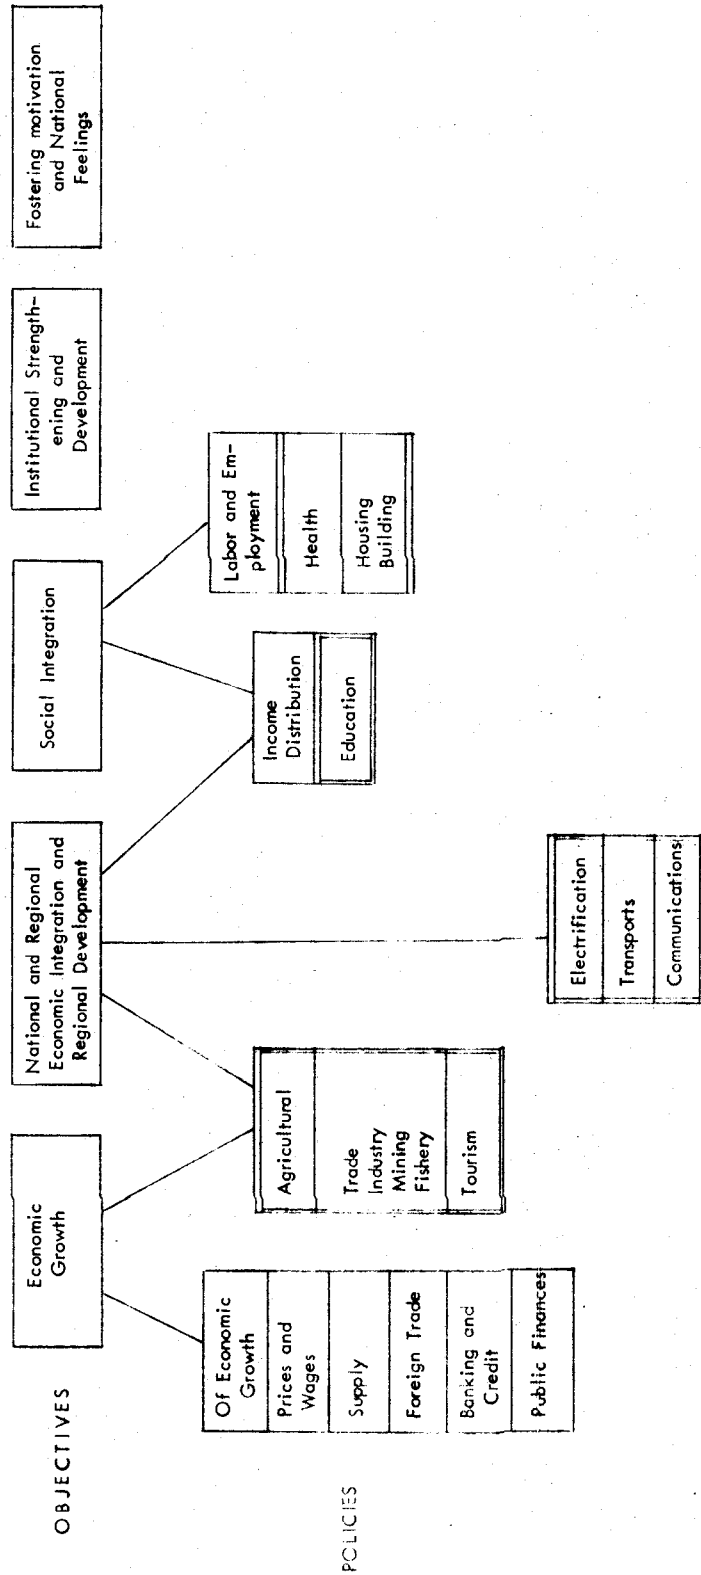 OBJECTIVES
Economic
Growth
National and Regional
Economic Integration and
Regional Development
Social Integration
Institutional Strength-
ening and
Development
Fostering motivation
and National
Feelings
POLICIES
Of Economic
Growth
Prices and
Wages
Supply
Foreign Trade
Banking and
Credit
Public Finances
Agricultural
Trade
Industry
Mining
Fishery
Tourism
Electrification
Transports
Communications
Income
Distribution
Education
Labor and Em-
ployment
Health
Housing
Building